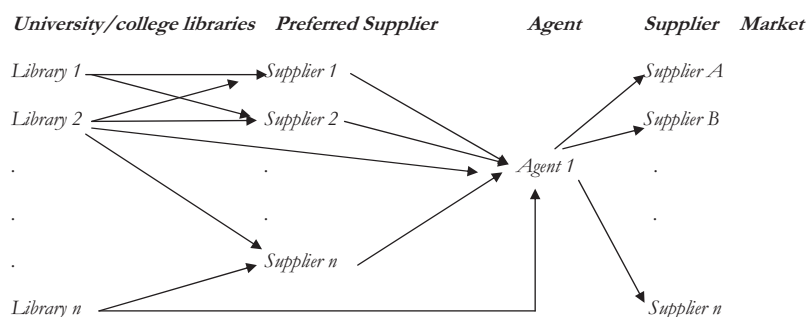 University/college libraries Preferred Supplier Agent Supplier Market
Library 1 Supplier 1 Supplier A
Library 2 Supplier 2 Supplier B
. . Agent 1 .
. . .
. Supplier n
Library n Supplier n